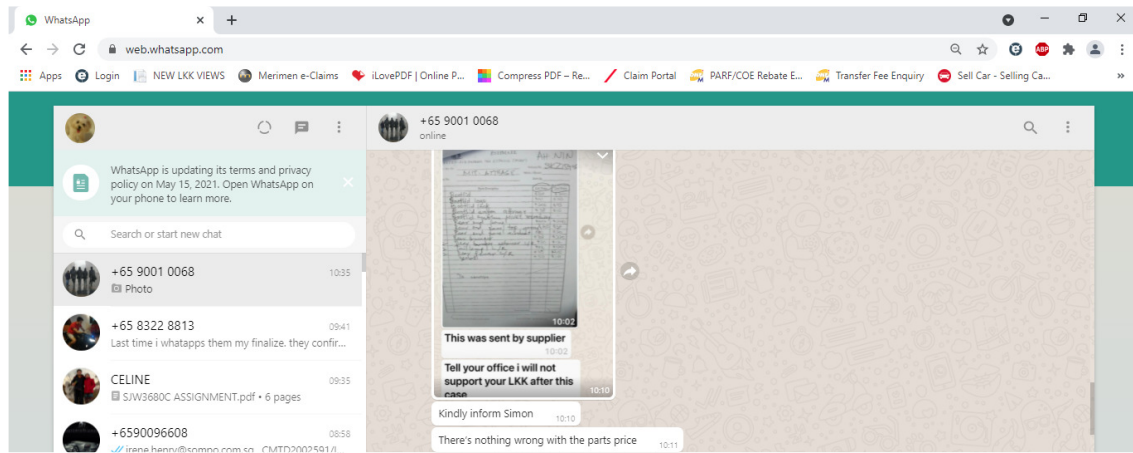 WhatsApp
web.whatsapp.com
Apps
Login
NEW LKK VIEWS
Merimen e-Claims
iLovePDF | Online P...
Compress PDF – Re...
Claim Portal
PARF/COE Rebate E...
Transfer Fee Enquiry
Sell Car - Selling Ca...
»
ABP
+65 9001 0068
online
WhatsApp is updating its terms and privacy
policy on May 15, 2021. Open WhatsApp on
your phone to learn more.
Search or start new chat
+65 9001 0068
10:35
Photo
+65 8322 8813
09:41
Last time i whatapps them my finalize. they confir...
CELINE
09:35
SJW3680C ASSIGNMENT.pdf • 6 pages
+6590096608
08:58
irene.henry@sompo.com.sg CMTD2002591/L...
10:02
This was sent by supplier
10:02
Tell your office i will not
support your LKK after this
case
10:10
Kindly inform Simon
10:10
There's nothing wrong with the parts price
10:11